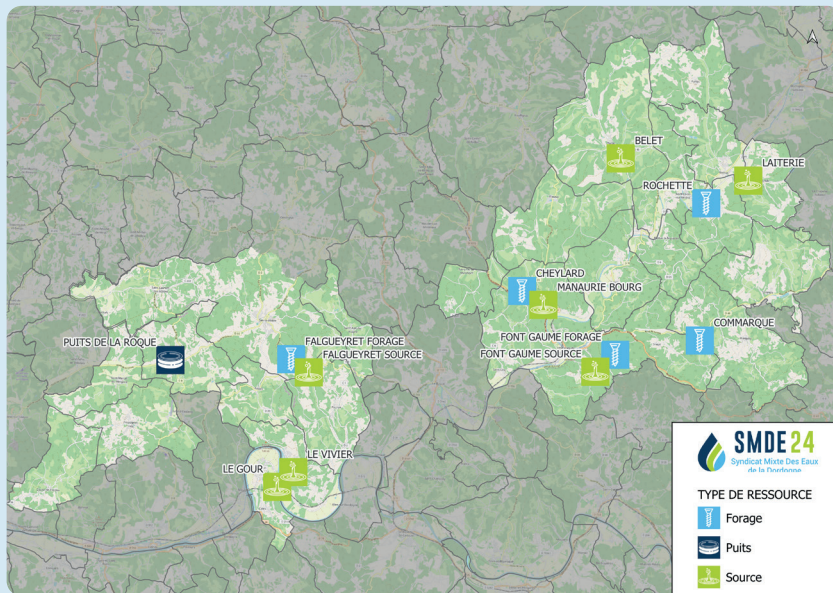 BELET
LAITERIE
ROCHETTE
CHEYLARD
MANAURIE BOURG
COMMARQUE
FONT GAUME FORAGE
FONT GAUME SOURCE
PUITS DE LA ROQUE
FALGUEYRET FORAGE
FALGUEYRET SOURCE
LE VIVIER
LE GOUR
SMDE24
Syndicat Mixte Des Eaux
de la Dordogne
TYPE DE RESSOURCE
Forage
Puits
Source